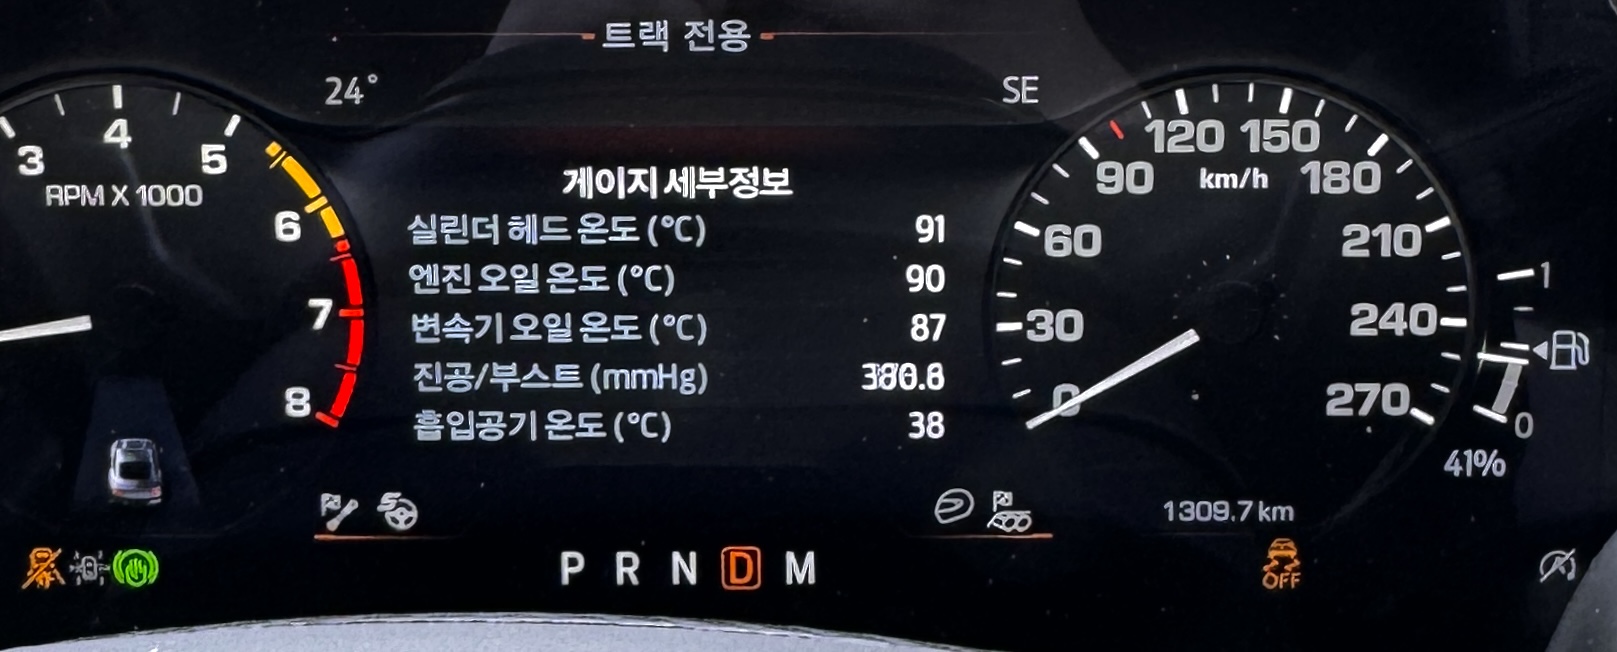 트랙 전용
24°
SE
3
4
5
6
7
8
RPM X 1000
게이지 세부정보
실린더 헤드 온도 (°C) 91
엔진 오일 온도 (°C) 90
변속기 오일 온도 (°C) 87
진공/부스트 (mmHg)
흡입공기 온도 (°C) 38
0
30
60
90
120
150
180
210
240
270
km/h
1
0
41%
1309.7 km
P R N D M
OFF